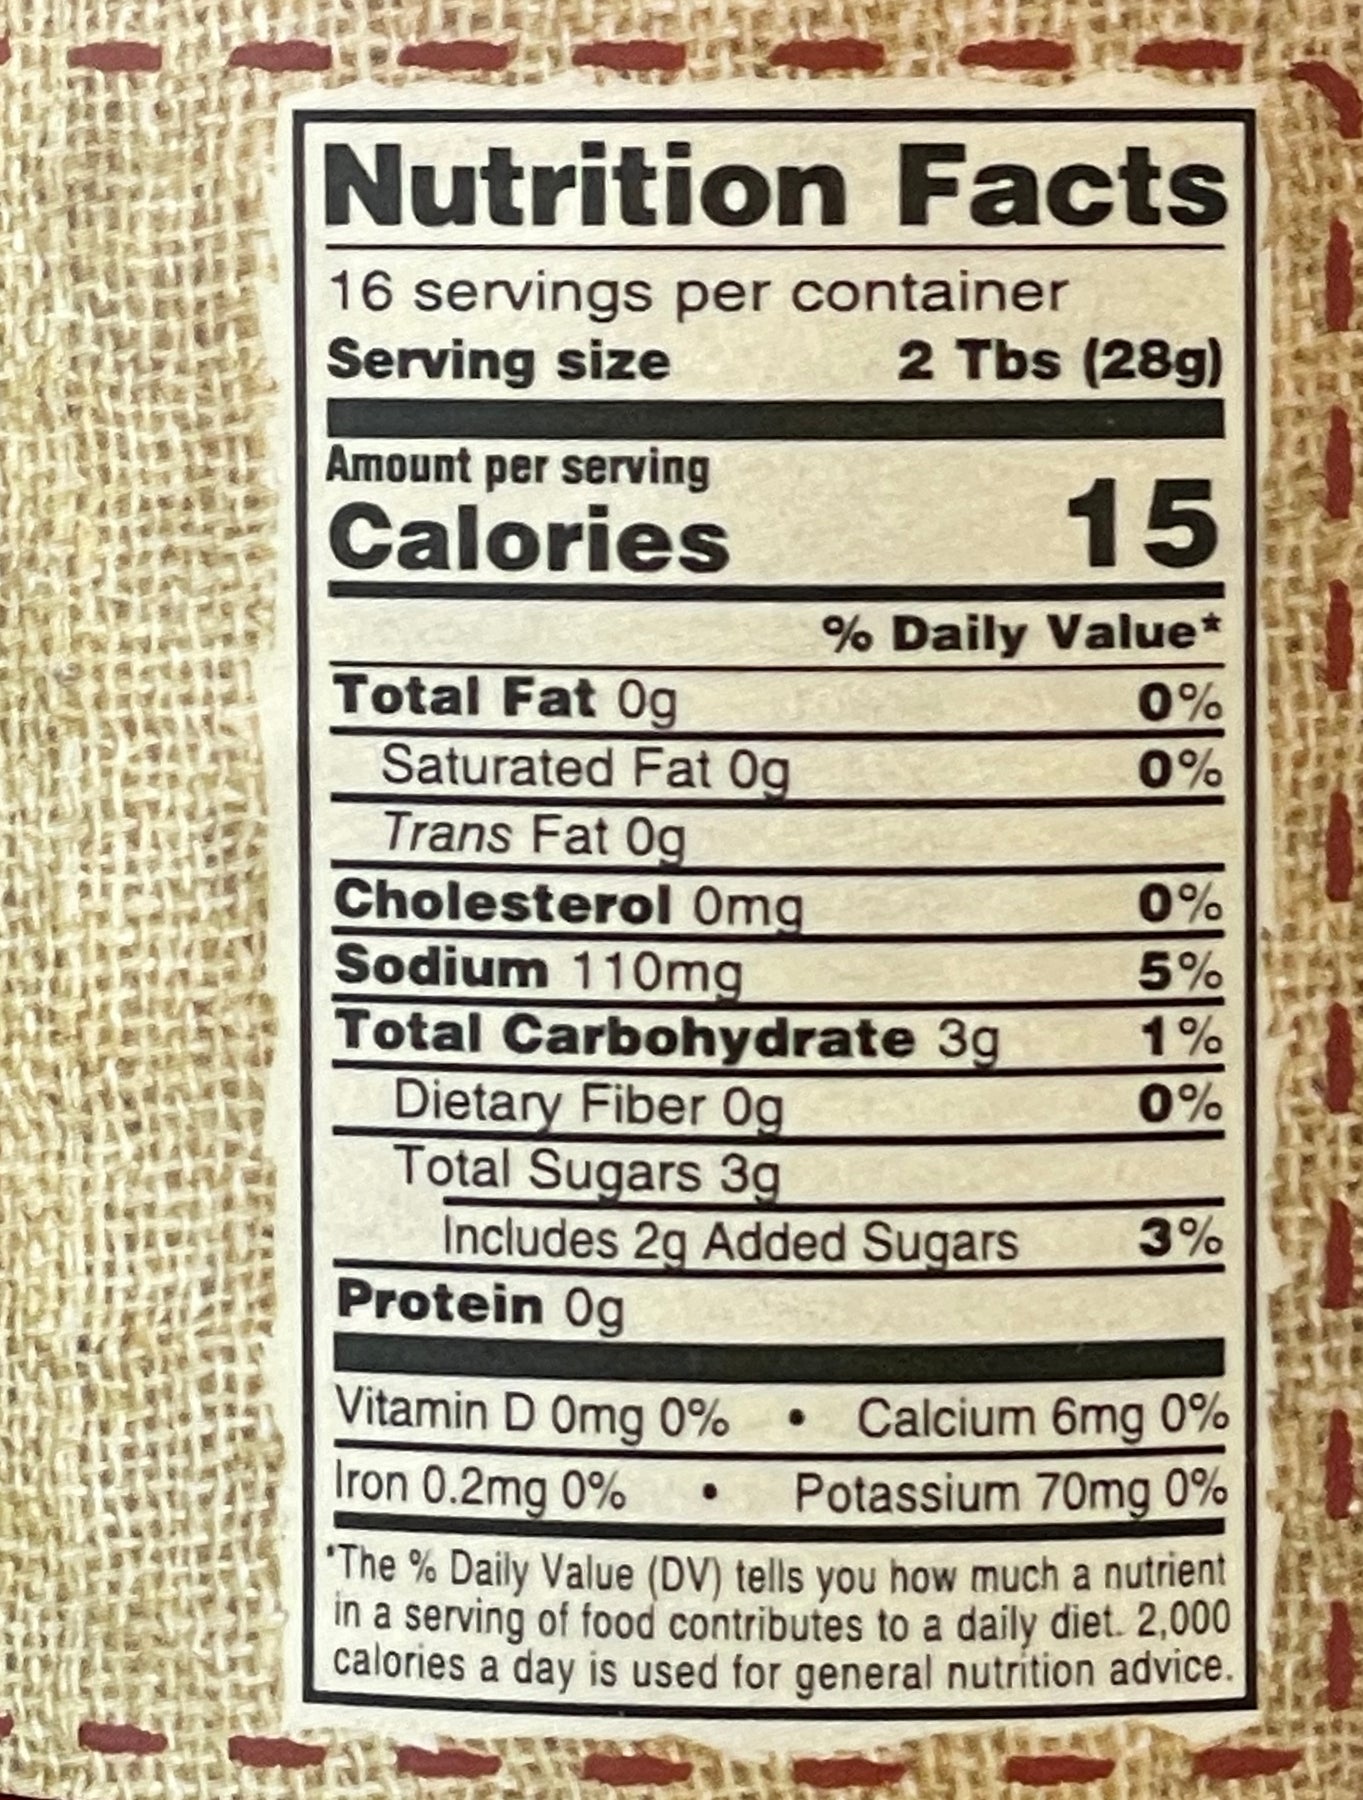 Nutrition Facts
16 servings per container
Serving size 2 Tbs (28g)
Amount per serving
Calories 15
% Daily Value*
Total Fat 0g 0%
Saturated Fat 0g 0%
Trans Fat 0g
Cholesterol 0mg 0%
Sodium 110mg 5%
Total Carbohydrate 3g 1%
Dietary Fiber 0g 0%
Total Sugars 3g
Includes 2g Added Sugars 3%
Protein 0g
Vitamin D 0mg 0% • Calcium 6mg 0%
Iron 0.2mg 0% • Potassium 70mg 0%
*The % Daily Value (DV) tells you how much a nutrient
in a serving of food contributes to a daily diet. 2,000
calories a day is used for general nutrition advice.